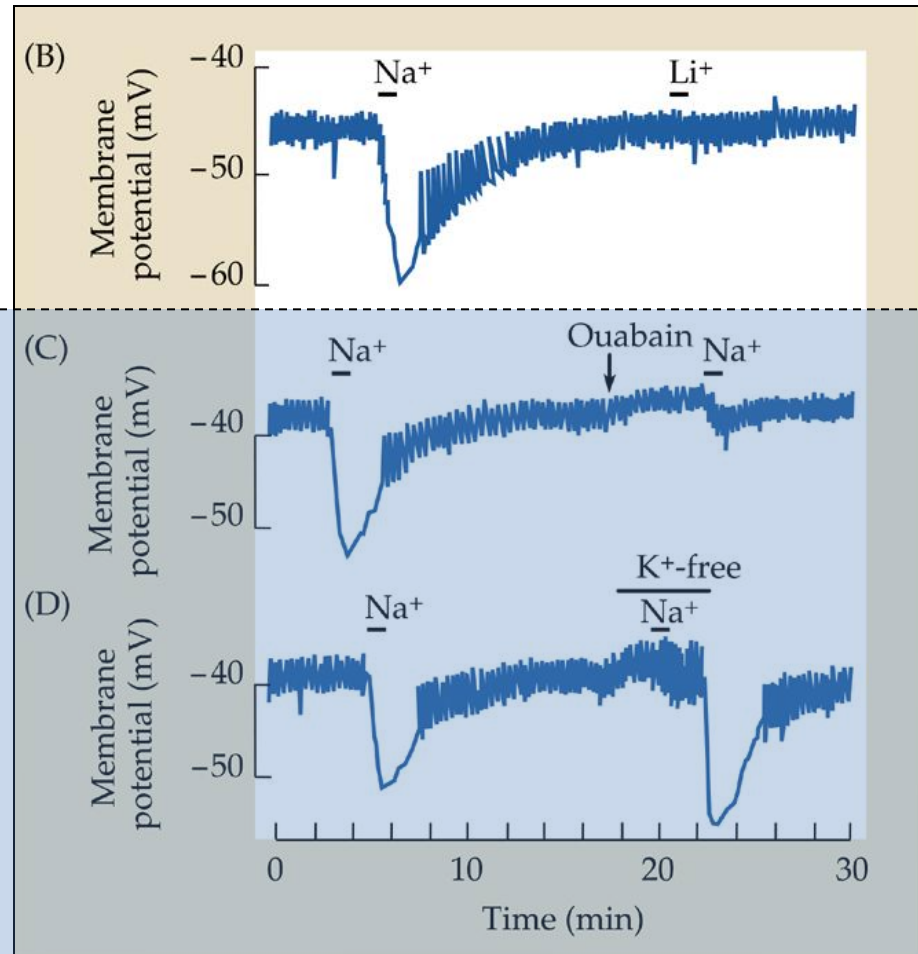 (B)
Membrane
potential (mV)
−40
−50
−60
Na⁺
Li⁺
(C)
Membrane
potential (mV)
−40
−50
Na⁺
Ouabain
Na⁺
(D)
Membrane
potential (mV)
−40
−50
Na⁺
K⁺-free
Na⁺
0
10
20
30
Time (min)